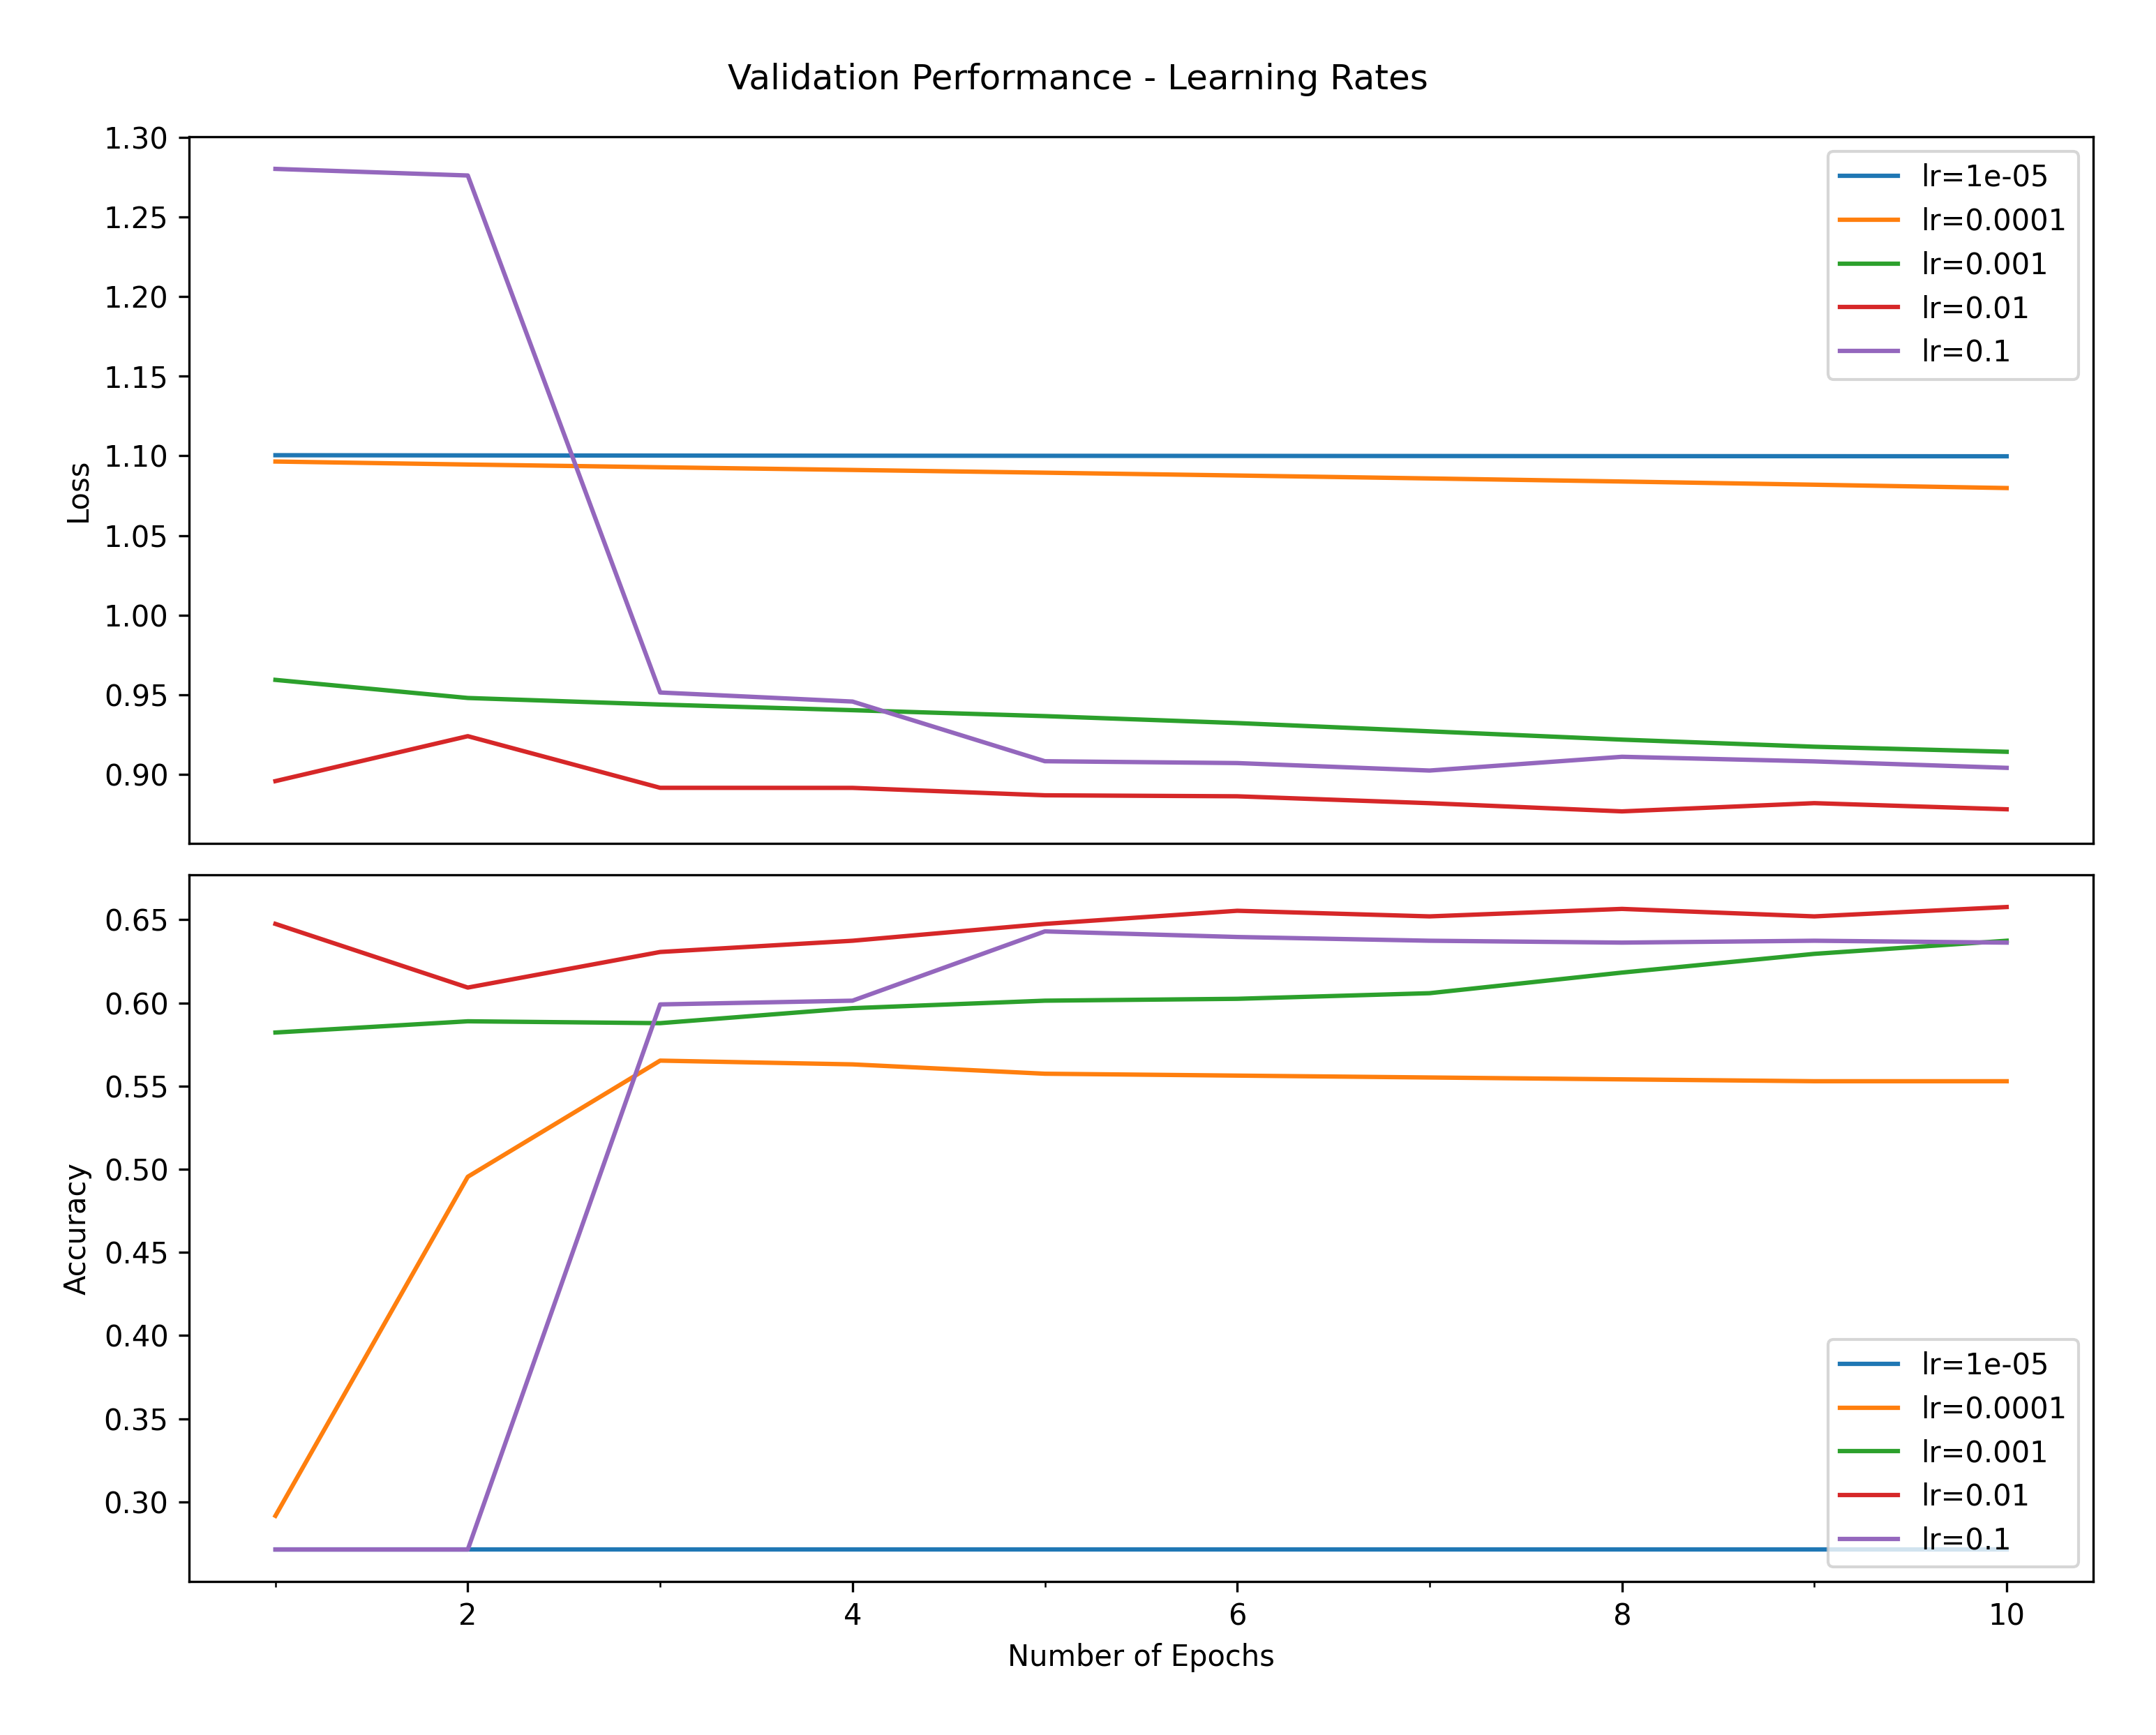 Validation Performance - Learning Rates
1.30
1.25
1.20
1.15
1.10
1.05
1.00
0.95
0.90
Loss
lr=1e-05
lr=0.0001
lr=0.001
lr=0.01
lr=0.1
0.65
0.60
0.55
0.50
0.45
0.40
0.35
0.30
Accuracy
lr=1e-05
lr=0.0001
lr=0.001
lr=0.01
lr=0.1
2 4 6 8 10
Number of Epochs